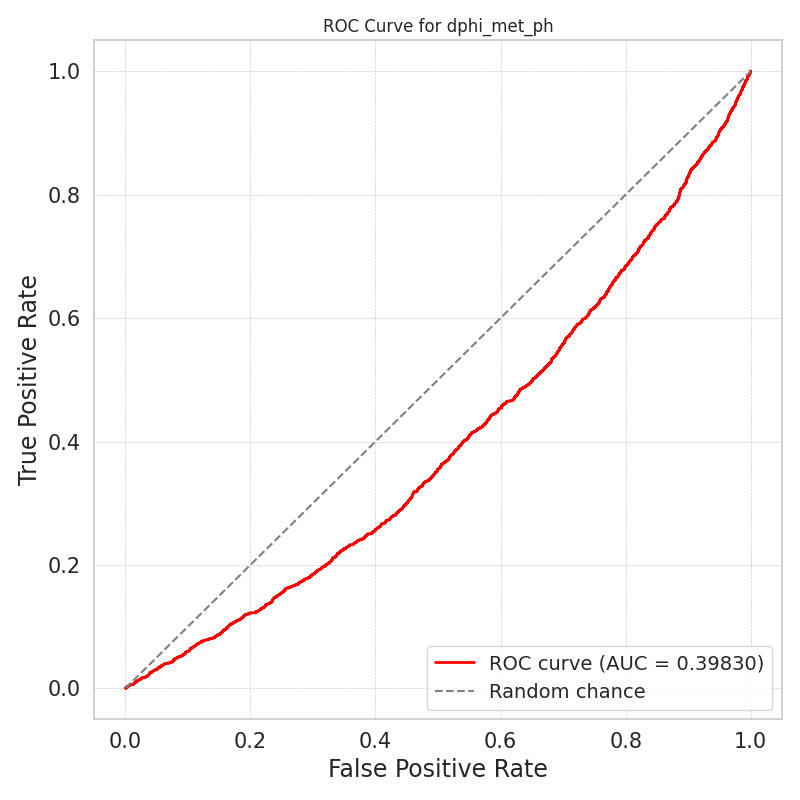 ROC Curve for dphi_met_ph
1.0
0.8
0.6
0.4
0.2
0.0
True Positive Rate
ROC curve (AUC = 0.39830)
Random chance
0.0 0.2 0.4 0.6 0.8 1.0
False Positive Rate